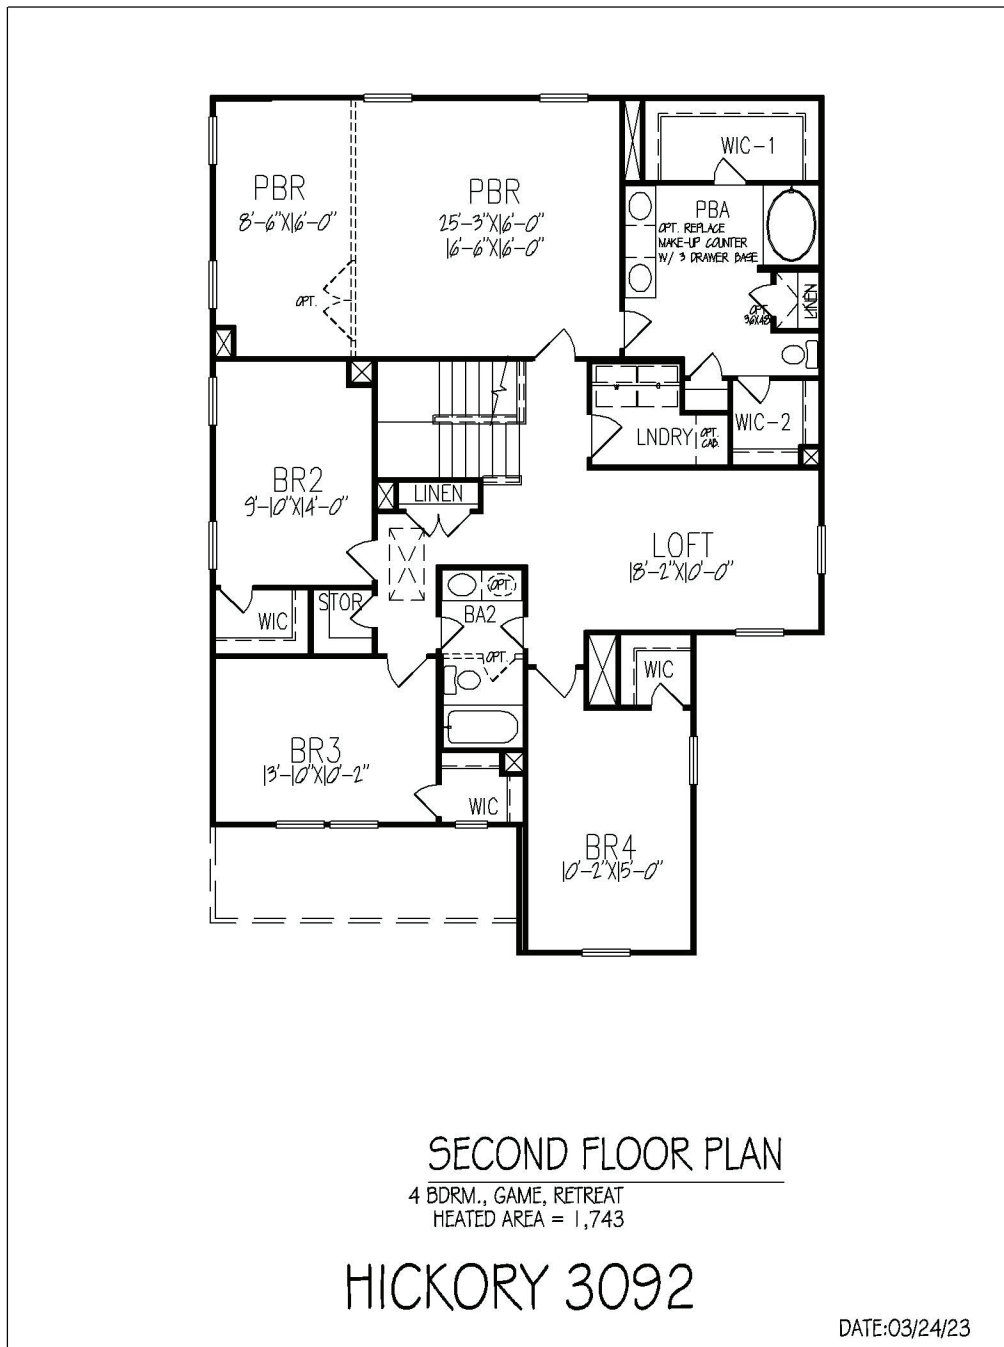 WIC-1
PBR
8'-6"X16'-0"
PBR
25'-3"X16'-0"
16'-6"X16'-0"
PBA
OPT. REPLACE
MAKE-UP COUNTER
W/ 3 DRAWER BASE
OPT.
LINEN
OPT.
36X48
LNDRY
OPT.
CAB.
WIC-2
BR2
9'-10"X14'-0"
LINEN
LOFT
18'-2"X10'-0"
STOR
WIC
OPT.
BA2
OPT.
WIC
BR3
13'-10"X10'-2"
WIC
BR4
10'-2"X15'-0"
SECOND FLOOR PLAN
4 BDRM., GAME, RETREAT
HEATED AREA = 1,743
HICKORY 3092
DATE:03/24/23